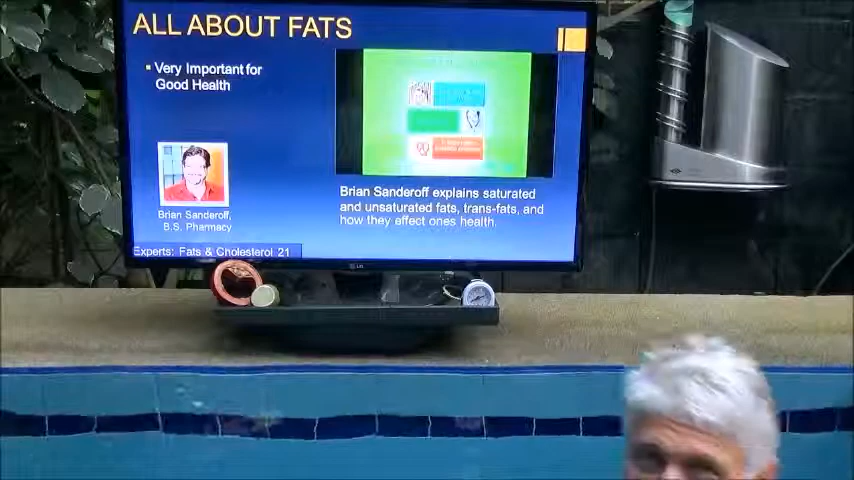 ALL ABOUT FATS
▪ Very Important for
Good Health
Brian Sanderoff,
B.S. Pharmacy
Brian Sanderoff explains saturated
and unsaturated fats, trans-fats, and
how they effect ones health.
Experts: Fats & Cholesterol 21
LG